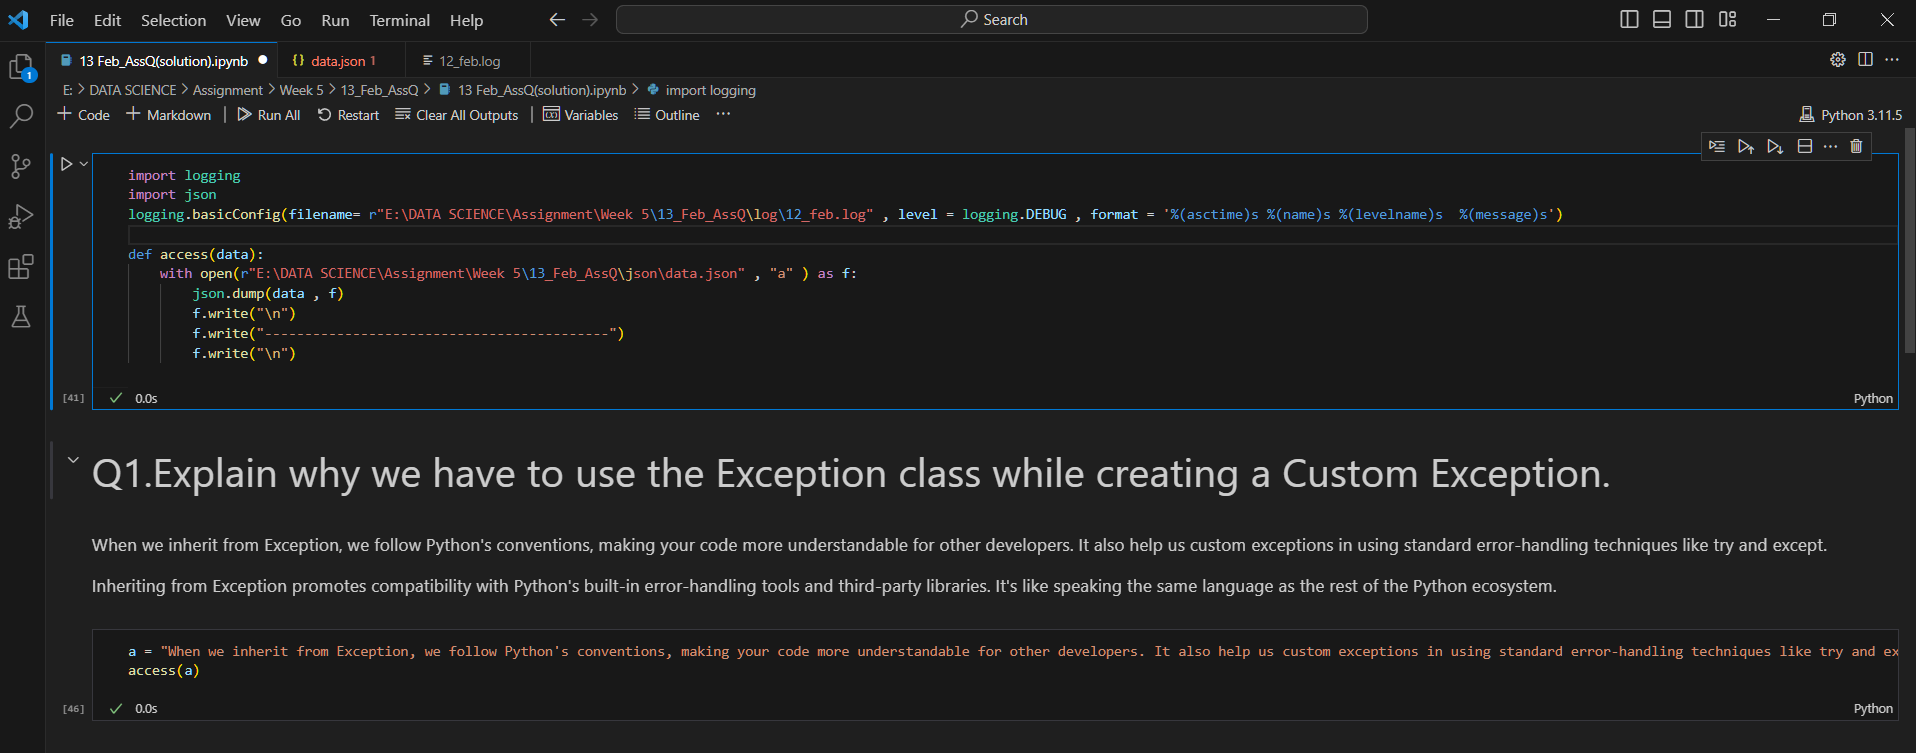 File Edit Selection View Go Run Terminal Help Search
13 Feb_AssQ(solution).ipynb data.json 1 12_feb.log
E: > DATA SCIENCE > Assignment > Week 5 > 13_Feb_AssQ > 13 Feb_AssQ(solution).ipynb > import logging
+ Code + Markdown | Run All Restart Clear All Outputs | Variables Outline ... Python 3.11.5
import logging
import json
logging.basicConfig(filename= r"E:\DATA SCIENCE\Assignment\Week 5\13_Feb_AssQ\log\12_feb.log" , level = logging.DEBUG , format = '%(asctime)s %(name)s %(levelname)s  %(message)s')
def access(data):
    with open(r"E:\DATA SCIENCE\Assignment\Week 5\13_Feb_AssQ\json\data.json" , "a" ) as f:
        json.dump(data , f)
        f.write("\n")
        f.write("-------------------------------------------")
        f.write("\n")
[41] 0.0s Python
Q1.Explain why we have to use the Exception class while creating a Custom Exception.
When we inherit from Exception, we follow Python's conventions, making your code more understandable for other developers. It also help us custom exceptions in using standard error-handling techniques like try and except.
Inheriting from Exception promotes compatibility with Python's built-in error-handling tools and third-party libraries. It's like speaking the same language as the rest of the Python ecosystem.
a = "When we inherit from Exception, we follow Python's conventions, making your code more understandable for other developers. It also help us custom exceptions in using standard error-handling techniques like try and ex
access(a)
[46] 0.0s Python